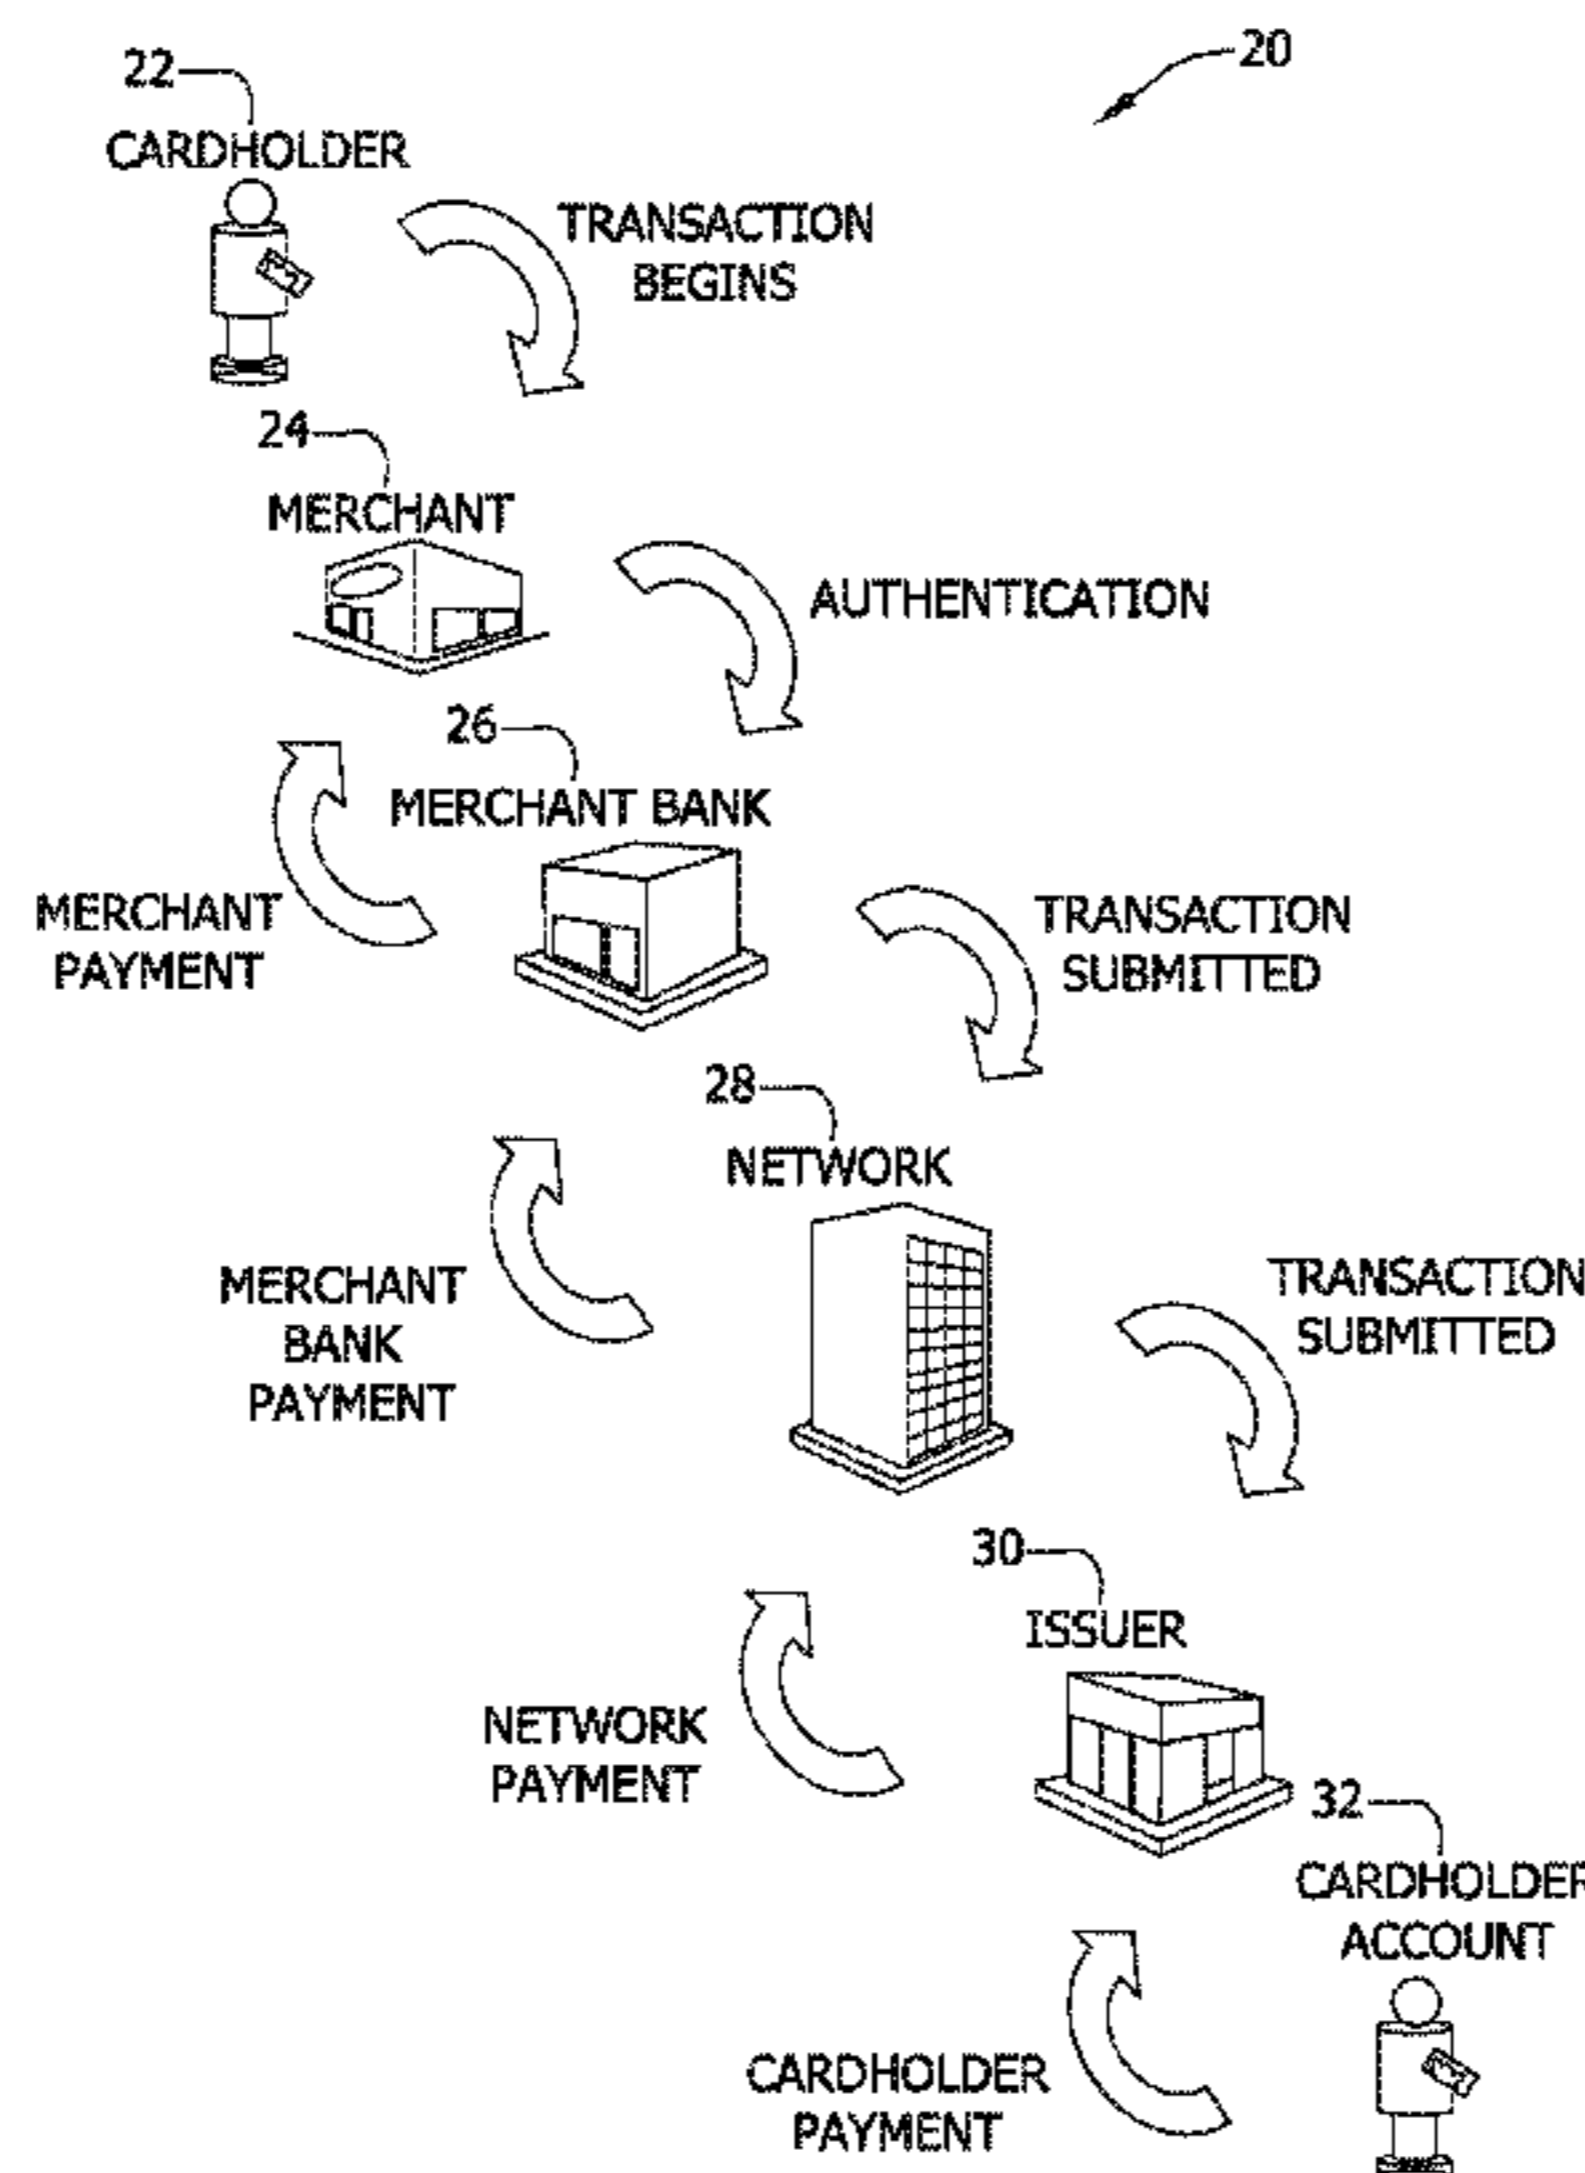 20
22
CARDHOLDER
TRANSACTION
BEGINS
24
MERCHANT
AUTHENTICATION
26
MERCHANT BANK
MERCHANT
PAYMENT
TRANSACTION
SUBMITTED
28
NETWORK
MERCHANT
BANK
PAYMENT
TRANSACTION
SUBMITTED
30
ISSUER
NETWORK
PAYMENT
32
CARDHOLDER
ACCOUNT
CARDHOLDER
PAYMENT